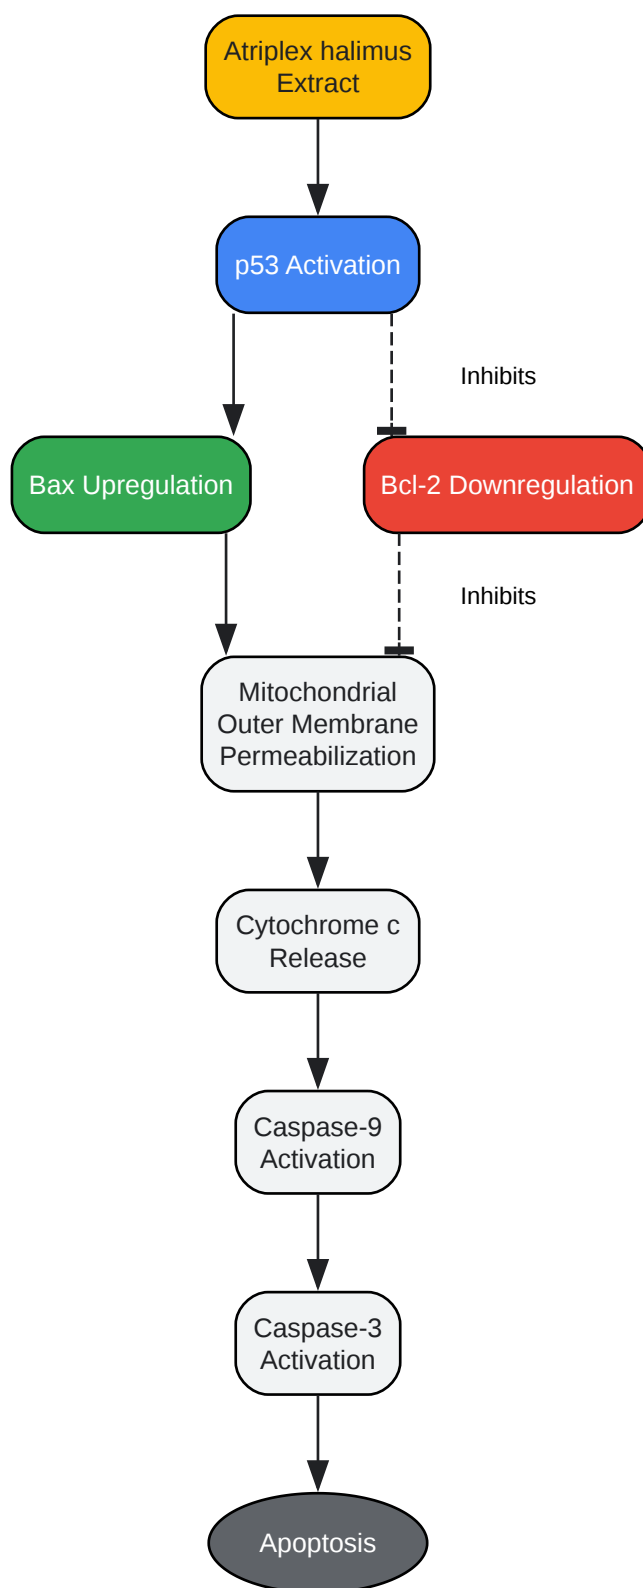 Atriplex halimus
Extract
p53 Activation
Inhibits
Bax Upregulation
Bcl-2 Downregulation
Inhibits
Mitochondrial
Outer Membrane
Permeabilization
Cytochrome c
Release
Caspase-9
Activation
Caspase-3
Activation
Apoptosis